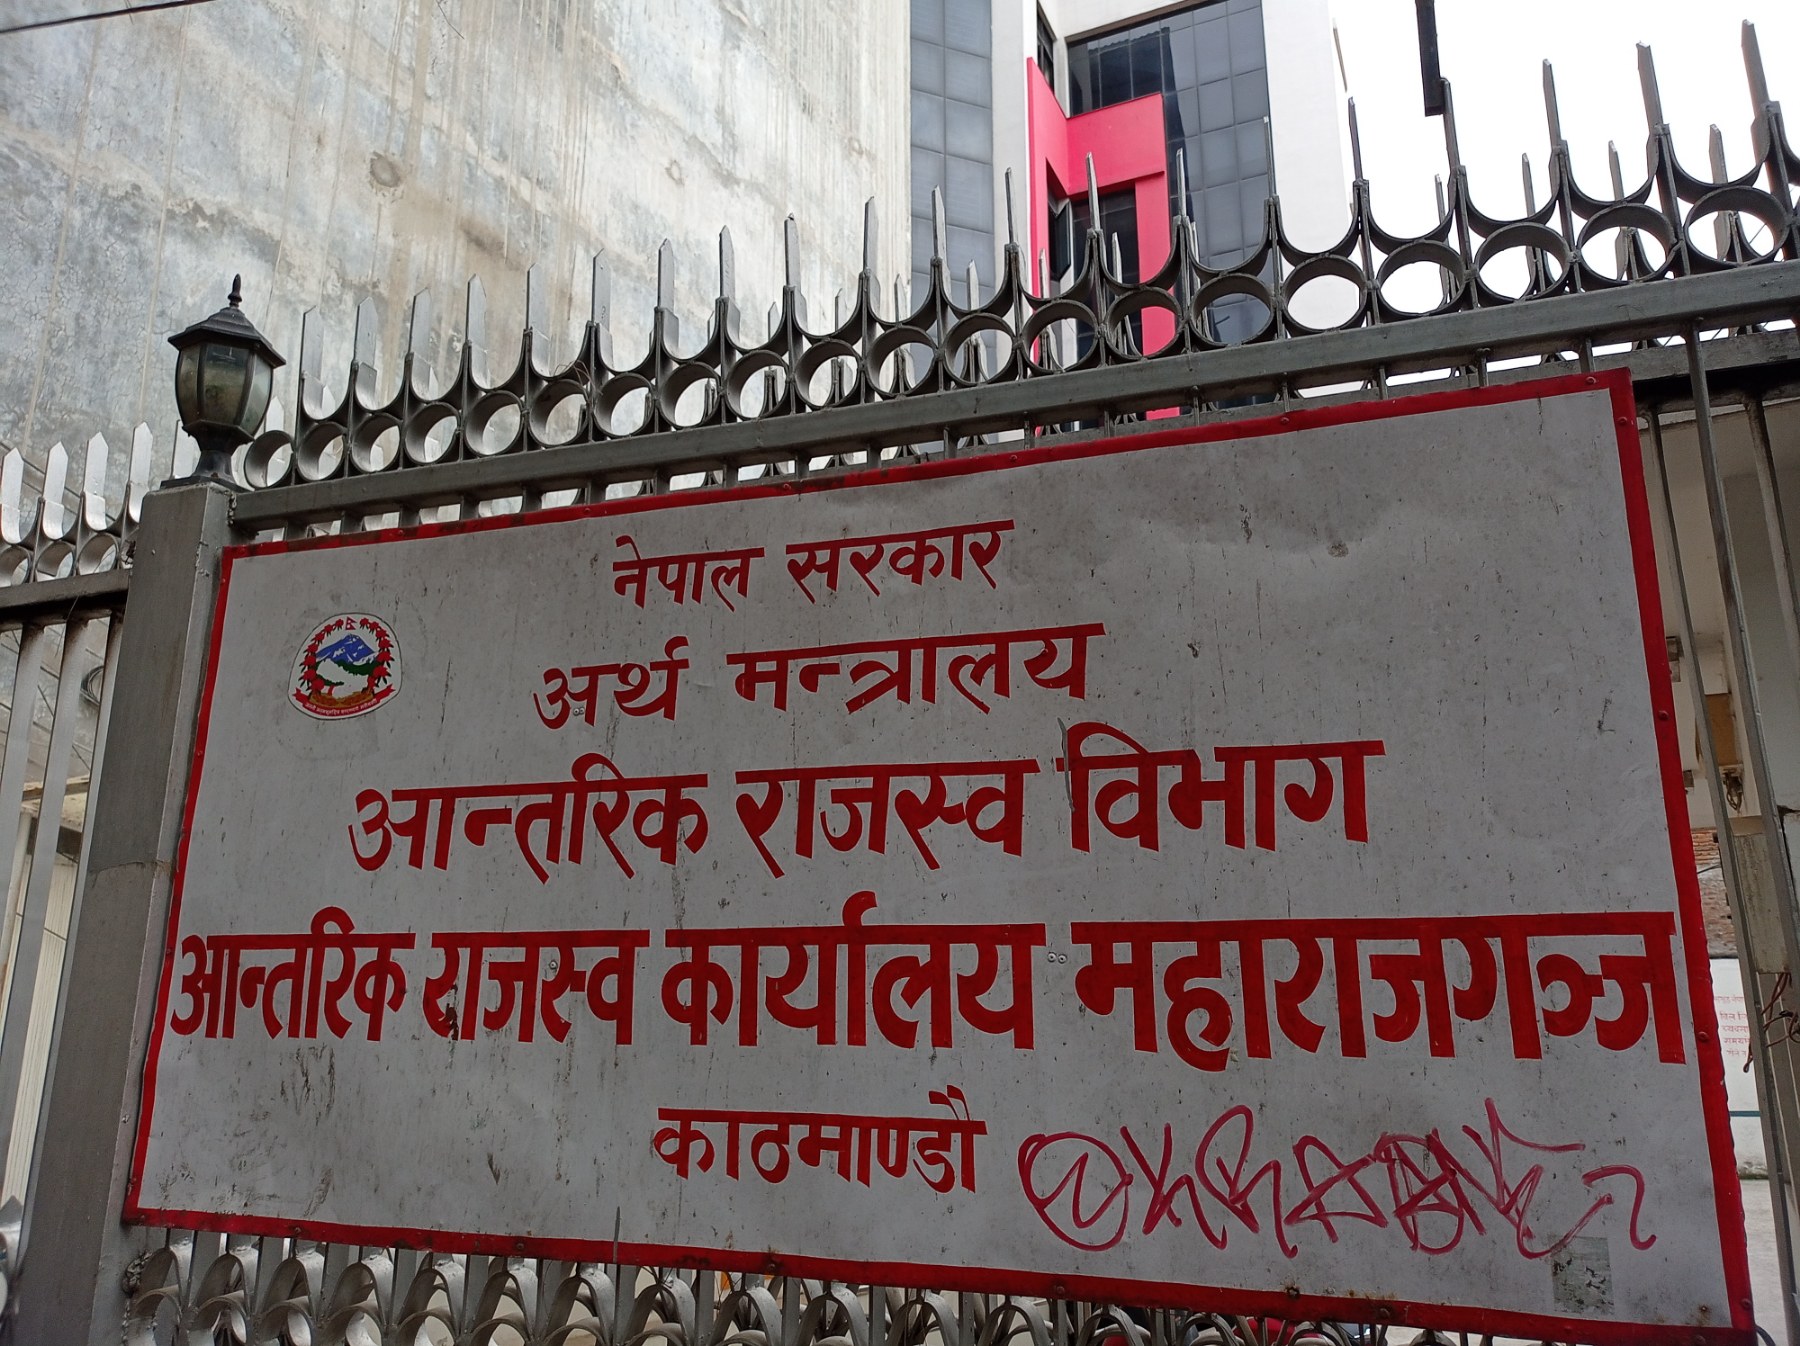 नेपाल सरकार
अर्थ मन्त्रालय
आन्तरिक राजस्व विभाग
आन्तरिक राजस्व कार्यालय महाराजगञ्ज
काठमाण्डौ